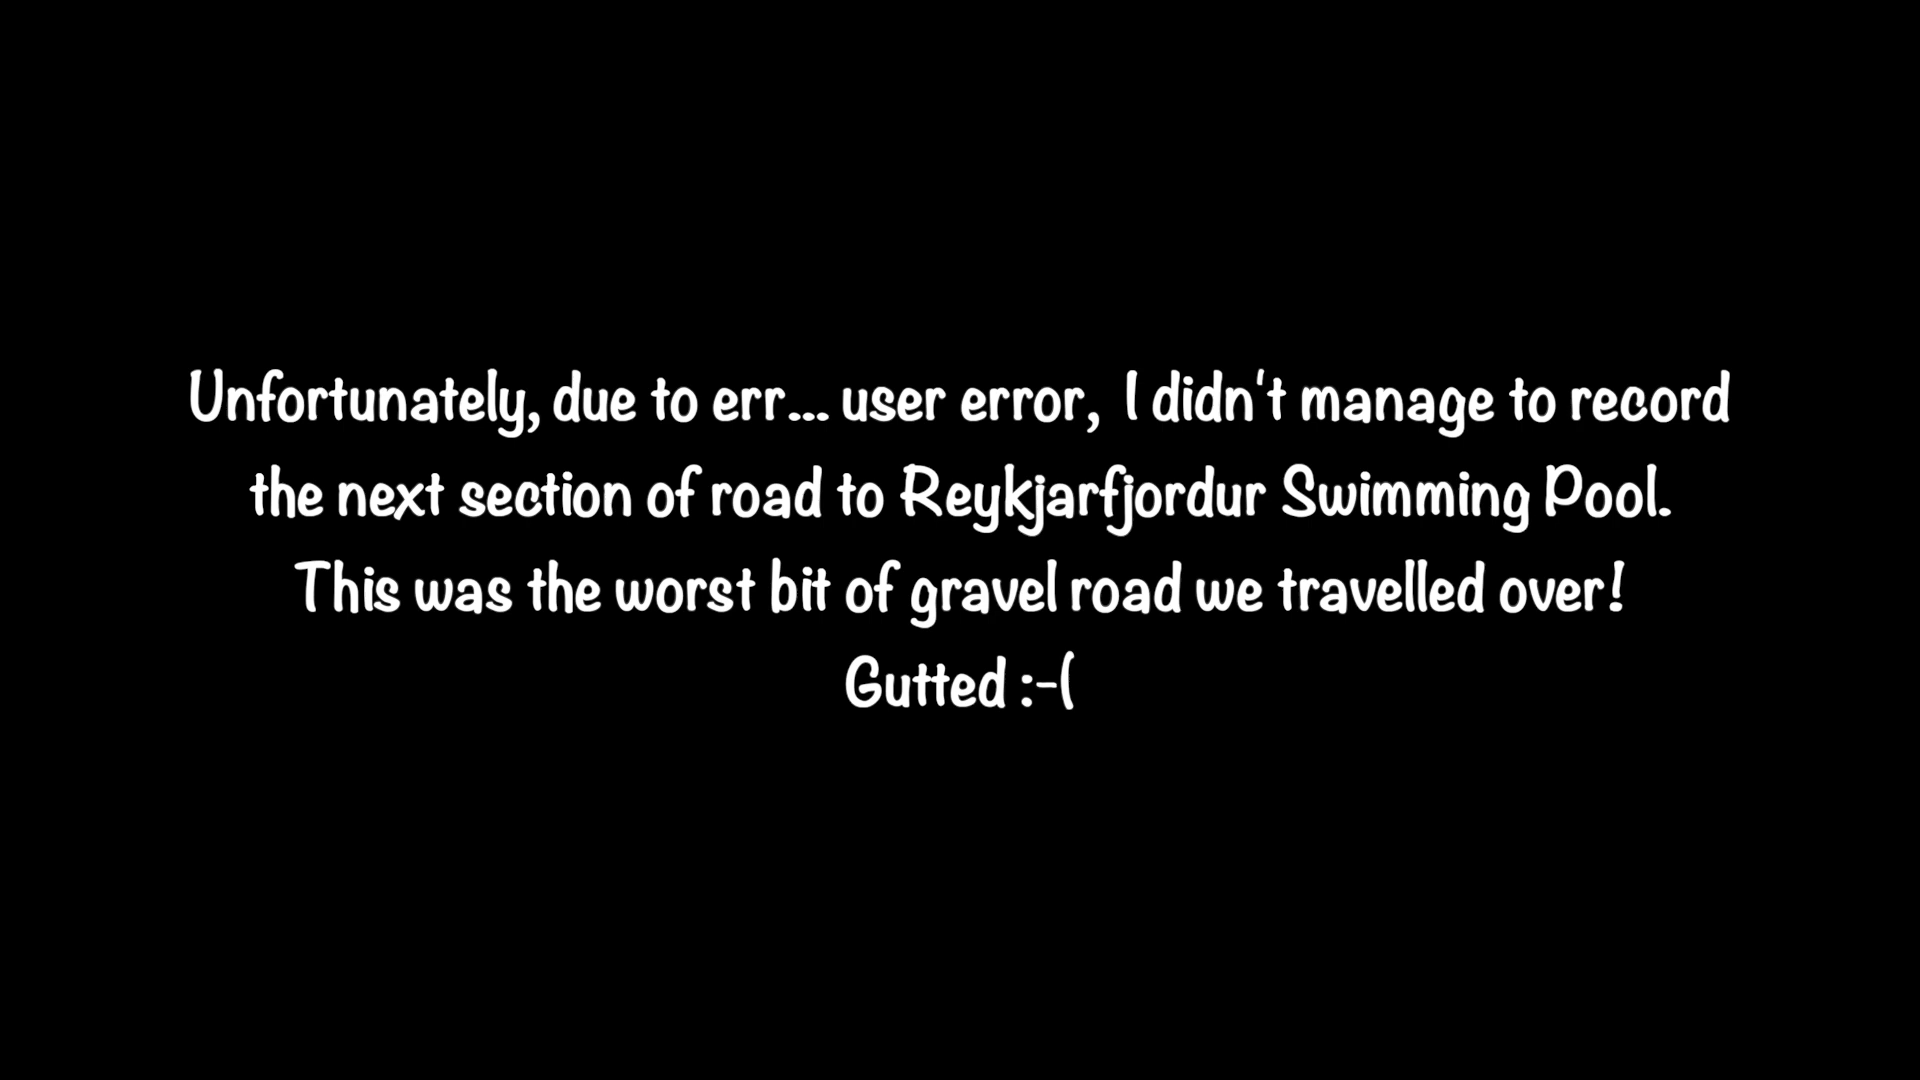 Unfortunately, due to err... user error,  I didn't manage to record
the next section of road to Reykjarfjordur Swimming Pool.
This was the worst bit of gravel road we travelled over!
Gutted :-(